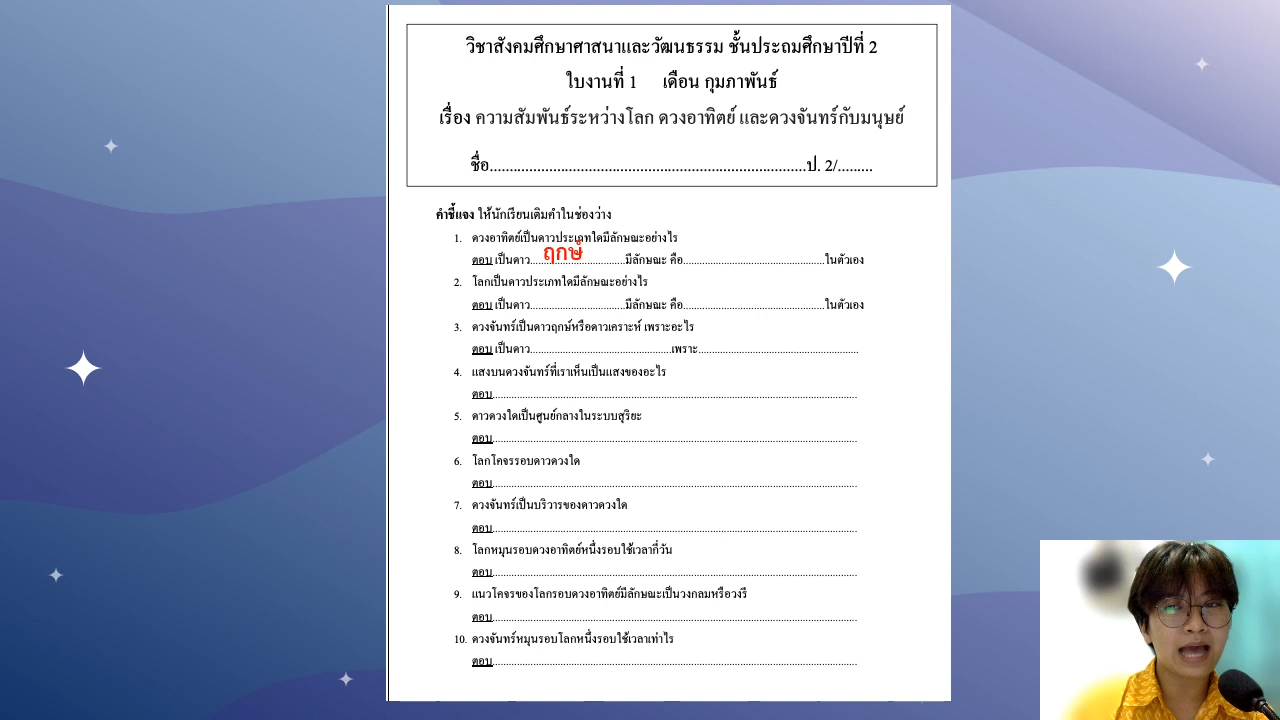 วิชาสังคมศึกษาศาสนาและวัฒนธรรม ชั้นประถมศึกษาปีที่ 2
ใบงานที่ 1 เดือน กุมภาพันธ์
เรื่อง ความสัมพันธ์ระหว่างโลก ดวงอาทิตย์ และดวงจันทร์กับมนุษย์
ชื่อ................................................................................ป. 2/.........
คำชี้แจง ให้นักเรียนเติมคำในช่องว่าง
1. ดวงอาทิตย์เป็นดาวประเภทใดมีลักษณะอย่างไร
ตอบ เป็นดาว....ฤกษ์....มีลักษณะ คือ................................................ในตัวเอง
2. โลกเป็นดาวประเภทใดมีลักษณะอย่างไร
ตอบ เป็นดาว................................มีลักษณะ คือ................................................ในตัวเอง
3. ดวงจันทร์เป็นดาวฤกษ์หรือดาวเคราะห์ เพราะอะไร
ตอบ เป็นดาว................................................เพราะ......................................................
4. แสงบนดวงจันทร์ที่เราเห็นเป็นแสงของอะไร
ตอบ................................................................................
5. ดาวดวงใดเป็นศูนย์กลางในระบบสุริยะ
ตอบ................................................................................
6. โลกโคจรรอบดาวดวงใด
ตอบ................................................................................
7. ดวงจันทร์เป็นบริวารของดาวดวงใด
ตอบ................................................................................
8. โลกหมุนรอบดวงอาทิตย์หนึ่งรอบใช้เวลากี่วัน
ตอบ................................................................................
9. แนวโคจรของโลกรอบดวงอาทิตย์มีลักษณะเป็นวงกลมหรือวงรี
ตอบ................................................................................
10. ดวงจันทร์หมุนรอบโลกหนึ่งรอบใช้เวลาเท่าไร
ตอบ................................................................................